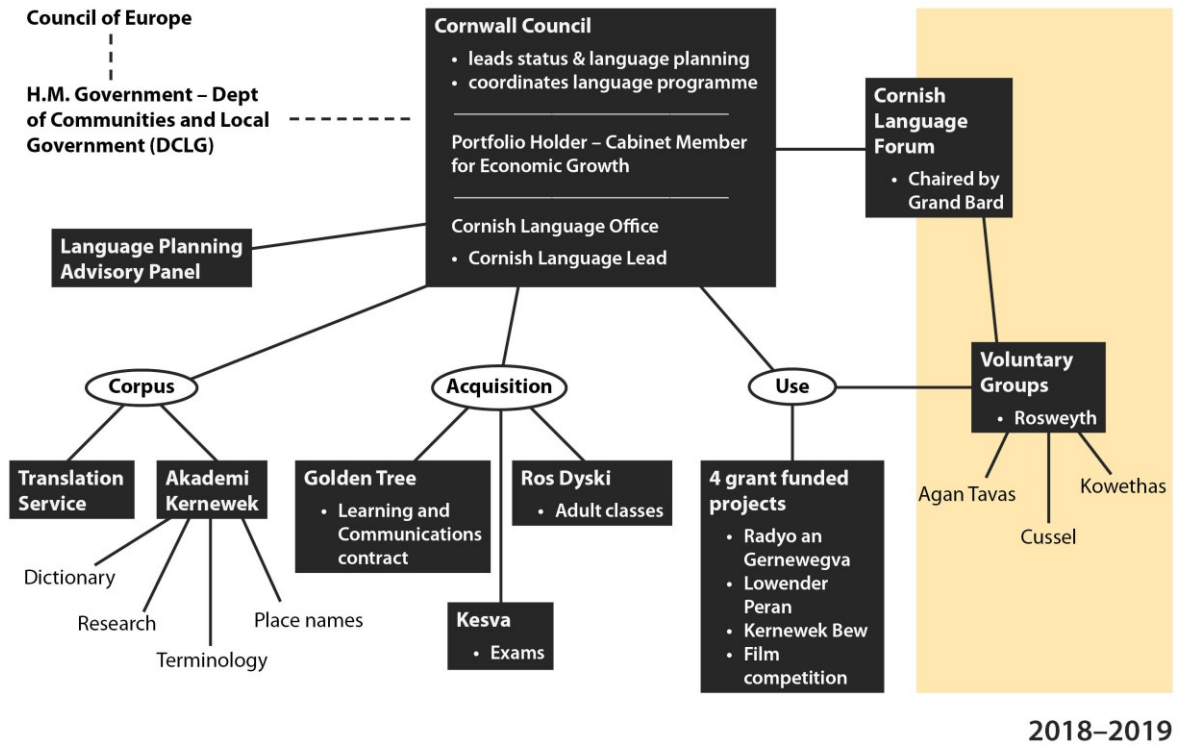 Council of Europe
H.M. Government – Dept
of Communities and Local
Government (DCLG)
Cornwall Council
• leads status & language planning
• coordinates language programme
Portfolio Holder – Cabinet Member
for Economic Growth
Cornish Language Office
• Cornish Language Lead
Cornish
Language
Forum
• Chaired by
Grand Bard
Language Planning
Advisory Panel
Corpus
Acquisition
Use
Voluntary
Groups
• Rosweyth
Translation
Service
Akademi
Kernewek
Golden Tree
• Learning and
Communications
contract
Ros Dyski
• Adult classes
4 grant funded
projects
• Radyo an
Gernewegva
• Lowender
Peran
• Kernewek Bew
• Film
competition
Agan Tavas
Cussel
Kowethas
Dictionary
Research
Terminology
Place names
Kesva
• Exams
2018–2019